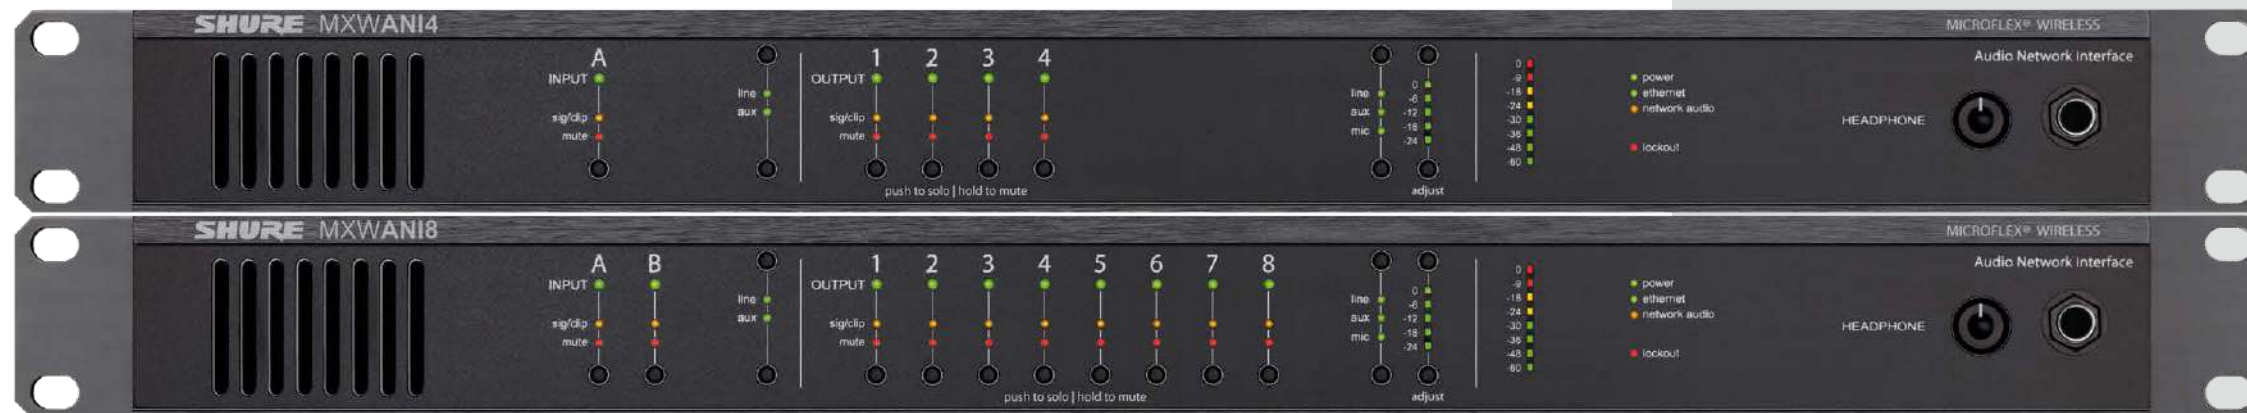 SHURE MXWANI4
MICROFLEX® WIRELESS
Audio Network Interface
A
1 2 3 4
INPUT
OUTPUT
line
aux
sig/clip
mute
sig/clip
mute
line
aux
mic
0
-6
-12
-18
-24
0
-9
-18
-24
-30
-36
-48
-60
power
ethernet
network audio
lockout
HEADPHONE
push to solo | hold to mute
adjust
SHURE MXWANI8
MICROFLEX® WIRELESS
Audio Network Interface
A B
1 2 3 4 5 6 7 8
INPUT
OUTPUT
line
aux
sig/clip
mute
sig/clip
mute
line
aux
mic
0
-6
-12
-18
-24
0
-9
-18
-24
-30
-36
-48
-60
power
ethernet
network audio
lockout
HEADPHONE
push to solo | hold to mute
adjust